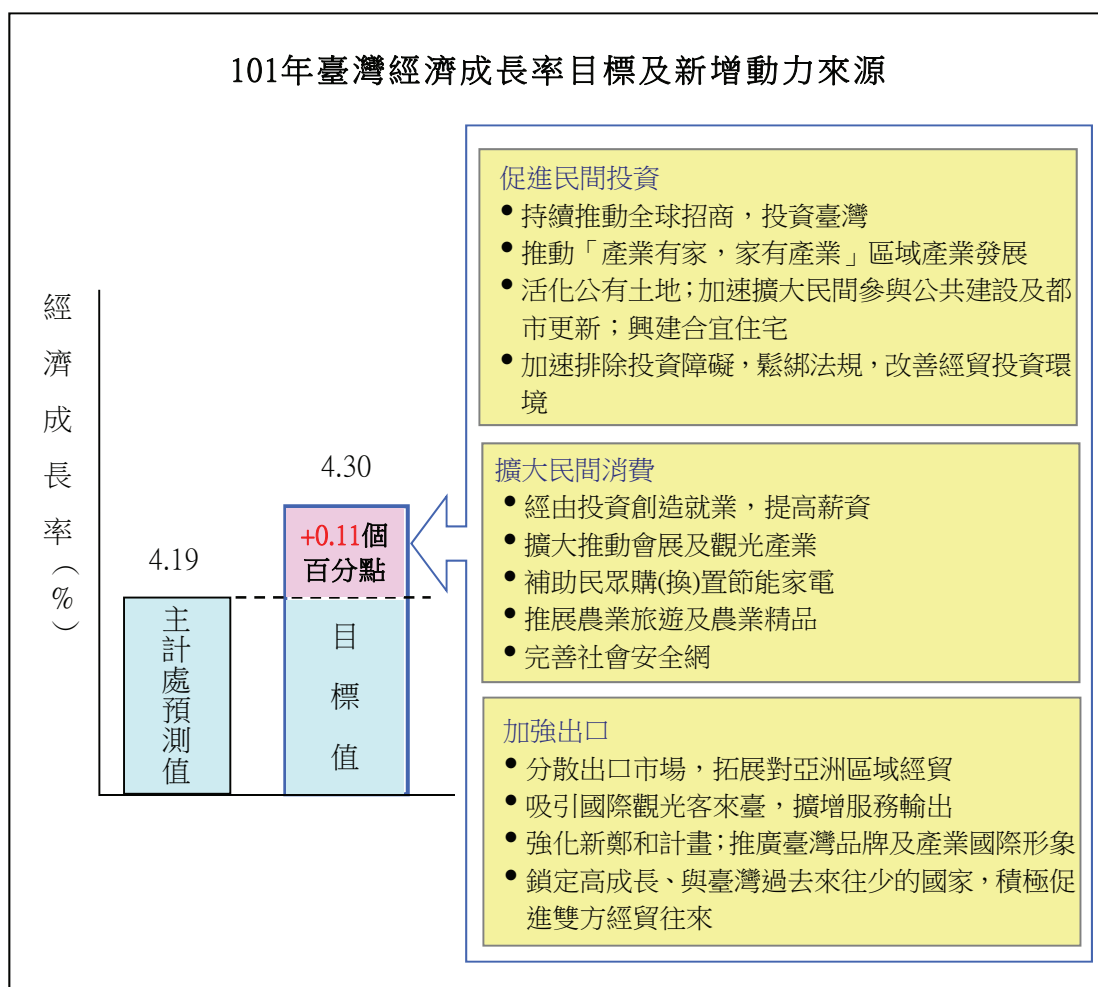 101年臺灣經濟成長率目標及新增動力來源
經濟成長率(%)
4.19
主計處預測值
4.30
+0.11個
百分點
目標值
促進民間投資
•持續推動全球招商，投資臺灣
•推動「產業有家，家有產業」區域產業發展
•活化公有土地；加速擴大民間參與公共建設及都
市更新；興建合宜住宅
•加速排除投資障礙，鬆綁法規，改善經貿投資環
境
擴大民間消費
•經由投資創造就業，提高薪資
•擴大推動會展及觀光產業
•補助民眾購(換)置節能家電
•推展農業旅遊及農業精品
•完善社會安全網
加強出口
•分散出口市場，拓展對亞洲區域經貿
•吸引國際觀光客來臺，擴增服務輸出
•強化新鄭和計畫；推廣臺灣品牌及產業國際形象
•鎖定高成長、與臺灣過去來往少的國家，積極促
進雙方經貿往來